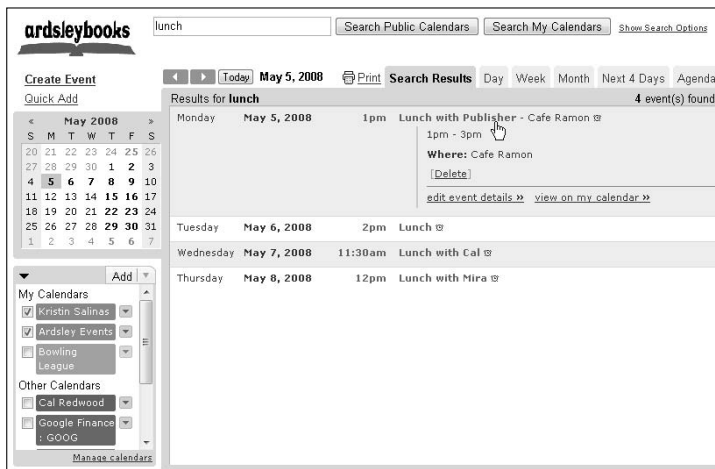 ardsleybooks
lunch
Search Public Calendars
Search My Calendars
Show Search Options
Create Event
Quick Add
Today May 5, 2008
Print
Search Results Day Week Month Next 4 Days Agenda
Results for lunch 4 event(s) found
« May 2008 »
S M T W T F S
20 21 22 23 24 25 26
27 28 29 30 1 2 3
4 5 6 7 8 9 10
11 12 13 14 15 16 17
18 19 20 21 22 23 24
25 26 27 28 29 30 31
1 2 3 4 5 6 7
Monday May 5, 2008 1pm Lunch with Publisher - Cafe Ramon
1pm - 3pm
Where: Cafe Ramon
[Delete]
edit event details » view on my calendar »
Tuesday May 6, 2008 2pm Lunch
Wednesday May 7, 2008 11:30am Lunch with Cal
Thursday May 8, 2008 12pm Lunch with Mira
Add
My Calendars
Kristin Salinas
Ardsley Events
Bowling
League
Other Calendars
Cal Redwood
Google Finance
: GOOG
Manage calendars